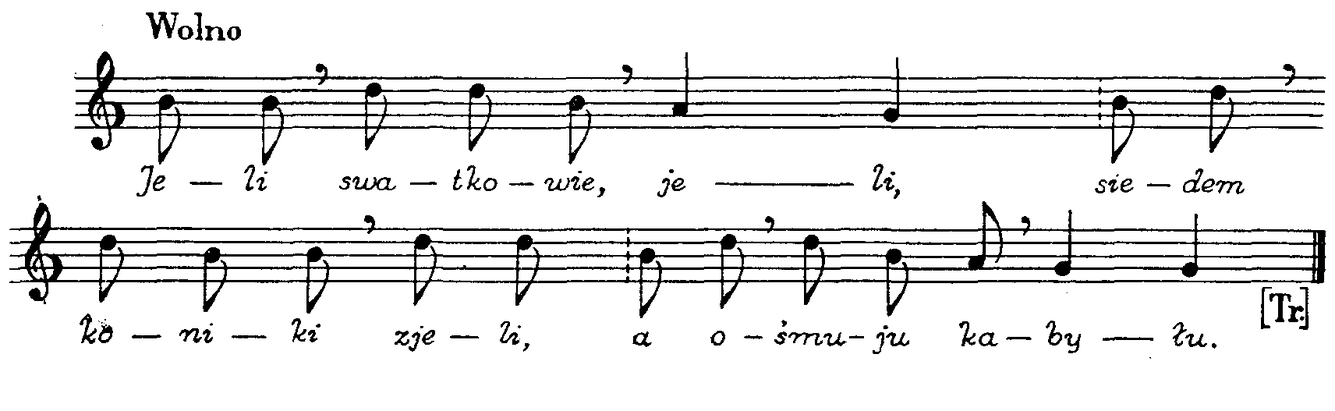 Wolno
Je — li swa — tko — wie, je — li, sie — dem
ko — ni — ki zje — li, a o — śmu — ju ka — by — łu.
[Tr.]